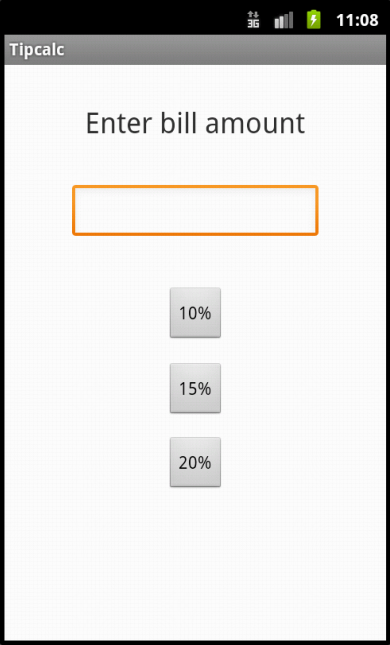 3G 11:08
Tipcalc
Enter bill amount
10%
15%
20%